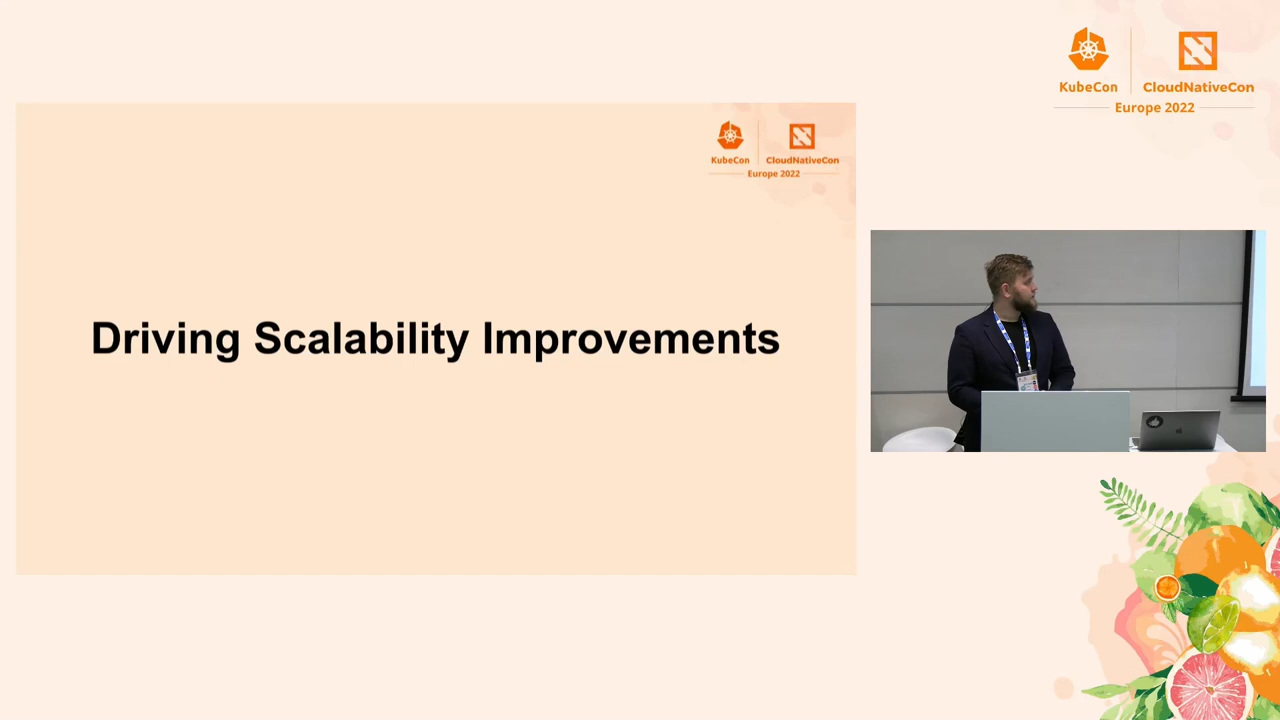 KubeCon
CloudNativeCon
Europe 2022
KubeCon
CloudNativeCon
Europe 2022
Driving Scalability Improvements